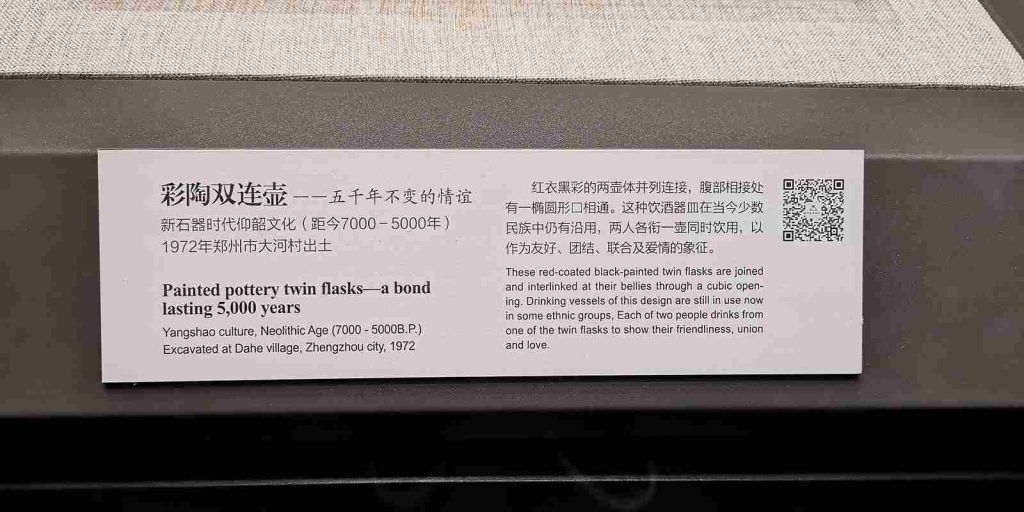 彩陶双连壶——五千年不变的情谊
新石器时代仰韶文化（距今7000-5000年）
1972年郑州市大河村出土
Painted pottery twin flasks—a bond
lasting 5,000 years
Yangshao culture, Neolithic Age (7000 - 5000B.P.)
Excavated at Dahe village, Zhengzhou city, 1972
红衣黑彩的两壶体并列连接，腹部相接处
有一椭圆形口相通。这种饮酒器皿在当今少数
民族中仍有沿用，两人各衔一壶同时饮用，以
作为友好、团结、联合及爱情的象征。
These red-coated black-painted twin flasks are joined
and interlinked at their bellies through a cubic open-
ing. Drinking vessels of this design are still in use now
in some ethnic groups, Each of two people drinks from
one of the twin flasks to show their friendliness, union
and love.